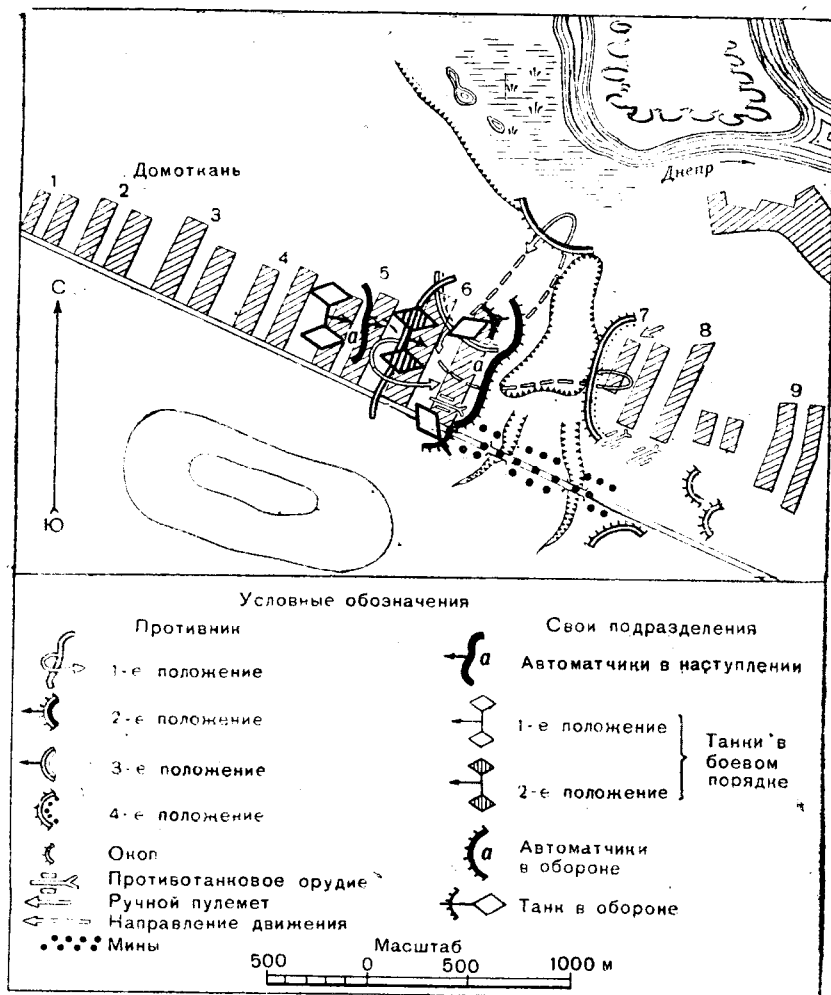 Днепр
Домоткань
1
2
3
4
5
6
7
8
9
а
а
С
Ю
Условные обозначения
Противник
1-е положение
2-е положение
3-е положение
4-е положение
Окоп
Противотанковое орудие
Ручной пулемет
Направление движения
Мины
Свои подразделения
а
Автоматчики в наступлении
1-е положение
2-е положение
Танки в
боевом
порядке
а
Автоматчики
в обороне
Танк в обороне
Масштаб
500 0 500 1000 м